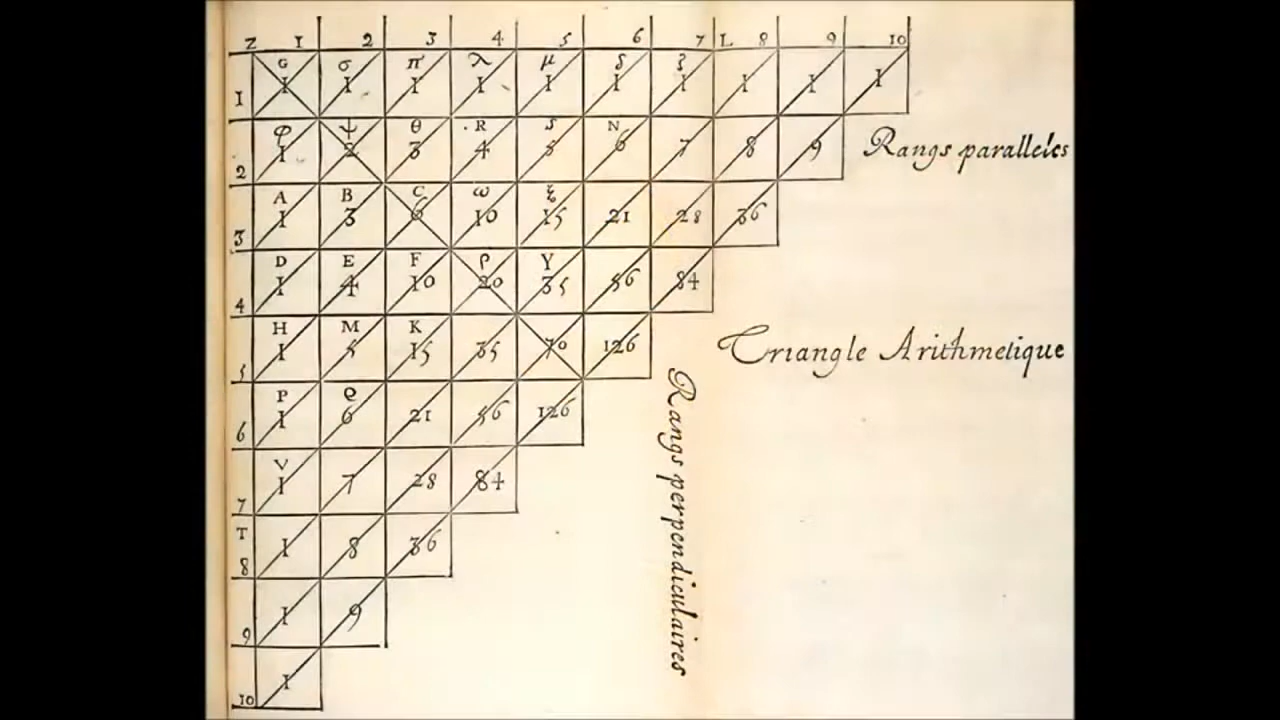 Z 1 2 3 4 5 6 7 L 8 9 10
G σ π λ μ δ ζ
1 1 1 1 1 1 1 1 1 1 1
φ ψ θ R S N
2 1 2 3 4 5 6 7 8 9
Rangs paralleles
A B C ω ξ
3 1 3 6 10 15 21 28 36
D E F ρ Y
4 1 4 10 20 35 56 84
H M K
5 1 5 15 35 70 126
Triangle Arithmetique
P Q
6 1 6 21 56 126
Rangs perpendiculaires
V
7 1 7 28 84
T
8 1 8 36
9 1 9
10 1